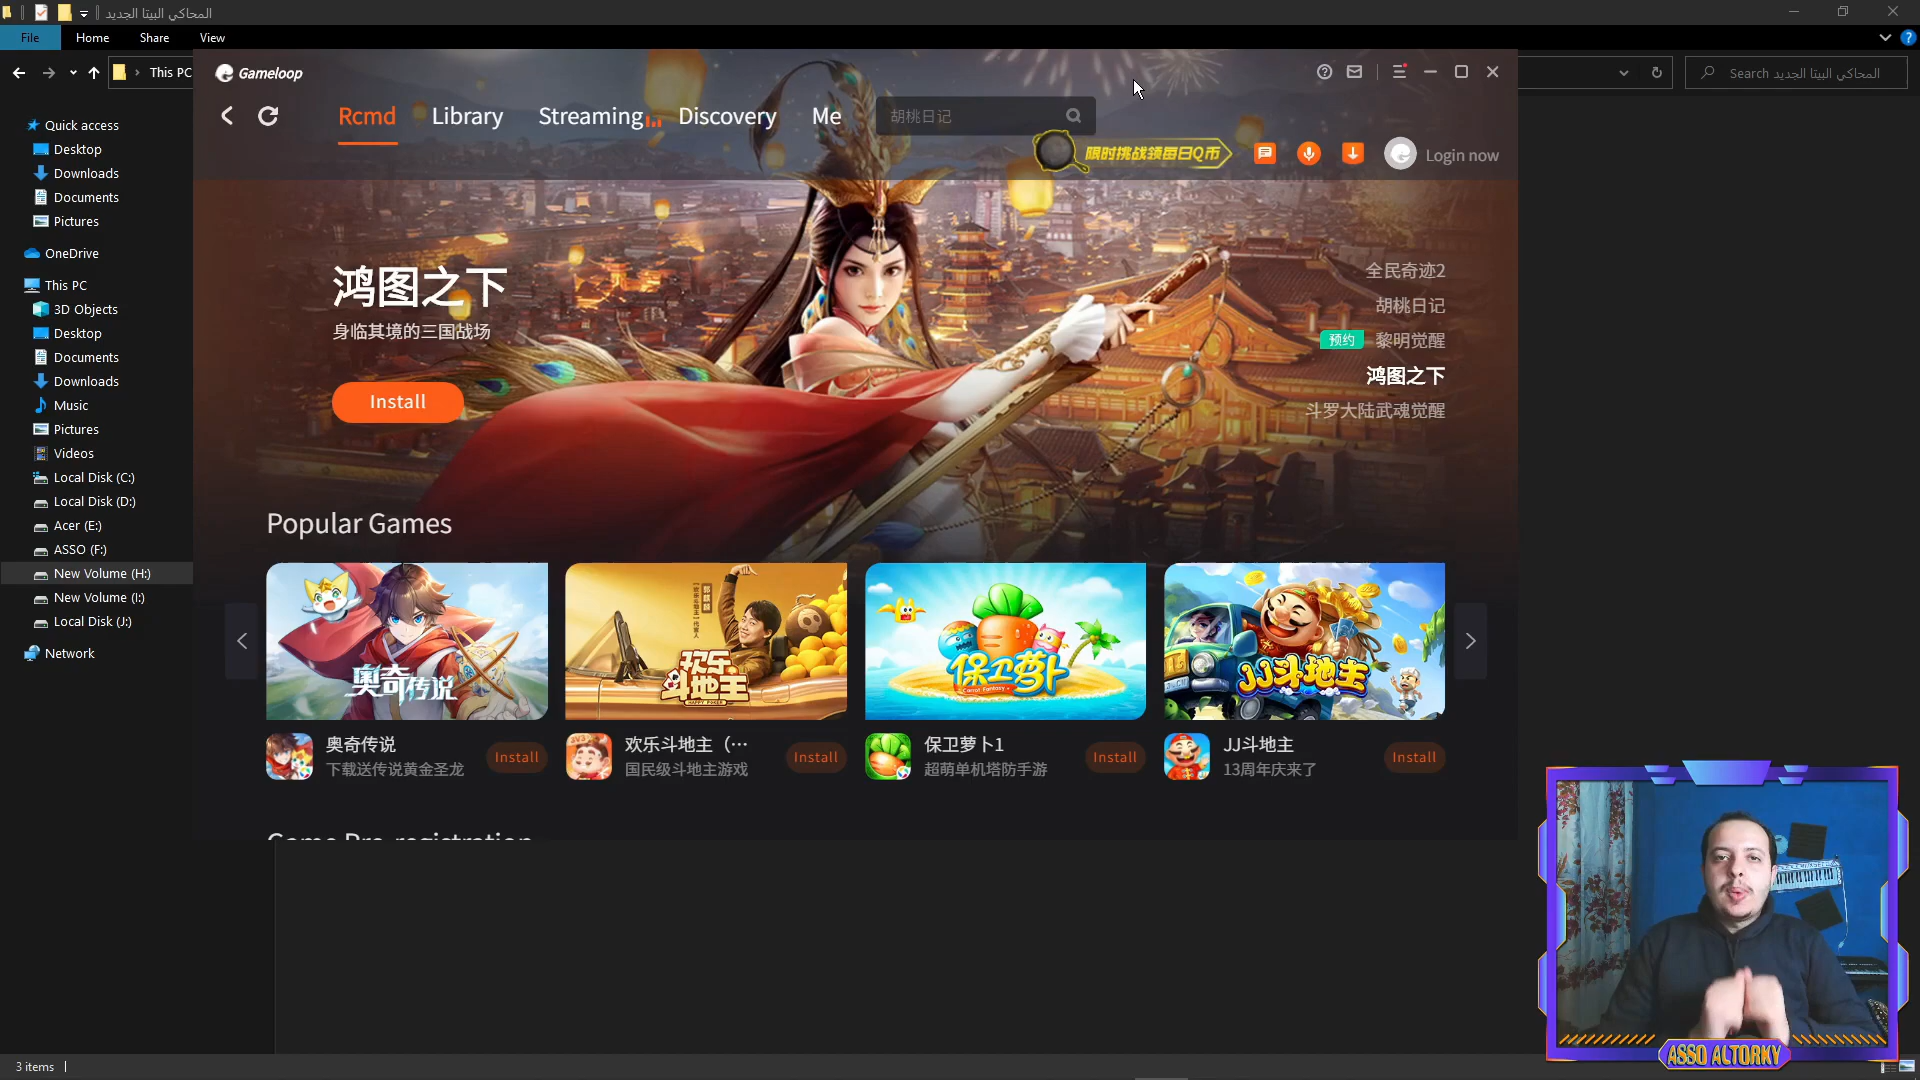 المحاكي البيتا الجديد
File
Home
Share
View
This PC
Search المحاكي البيتا الجديد
Quick access
Desktop
Downloads
Documents
Pictures
OneDrive
This PC
3D Objects
Desktop
Documents
Downloads
Music
Pictures
Videos
Local Disk (C:)
Local Disk (D:)
Acer (E:)
ASSO (F:)
New Volume (H:)
New Volume (I:)
Local Disk (J:)
Network
3 items
Gameloop
Rcmd
Library
Streaming
Discovery
Me
胡桃日记
限时挑战领每日Q币
Login now
鸿图之下
身临其境的三国战场
Install
全民奇迹2
胡桃日记
预约 黎明觉醒
鸿图之下
斗罗大陆武魂觉醒
Popular Games
奥奇传说
欢乐斗地主
HAPPY POKER
保卫萝卜
Carrot Fantasy
JJ斗地主
奥奇传说
下载送传说黄金圣龙
Install
欢乐斗地主（…
国民级斗地主游戏
Install
保卫萝卜1
超萌单机塔防手游
Install
JJ斗地主
13周年庆来了
Install
Game Pre-registration
ASSO ALTORKY